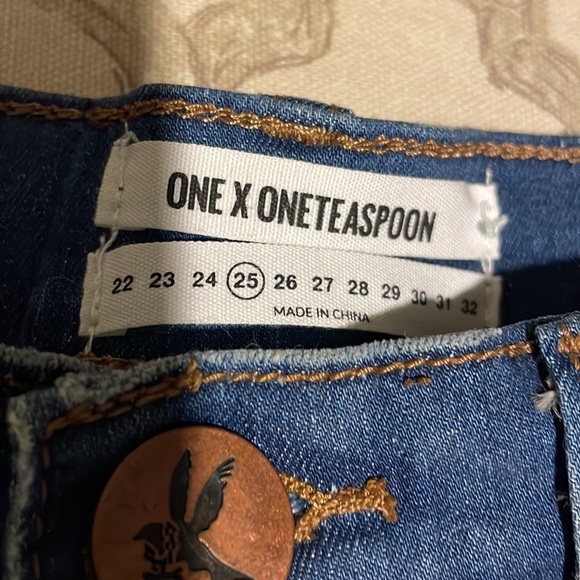 ONE X ONETEASPOON
22 23 24 25 26 27 28 29 30 31 32
MADE IN CHINA